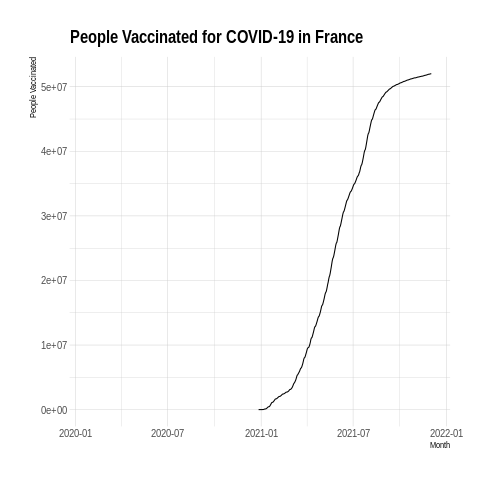 People Vaccinated for COVID-19 in France
People Vaccinated
5e+07
4e+07
3e+07
2e+07
1e+07
0e+00
2020-01 2020-07 2021-01 2021-07 2022-01
Month